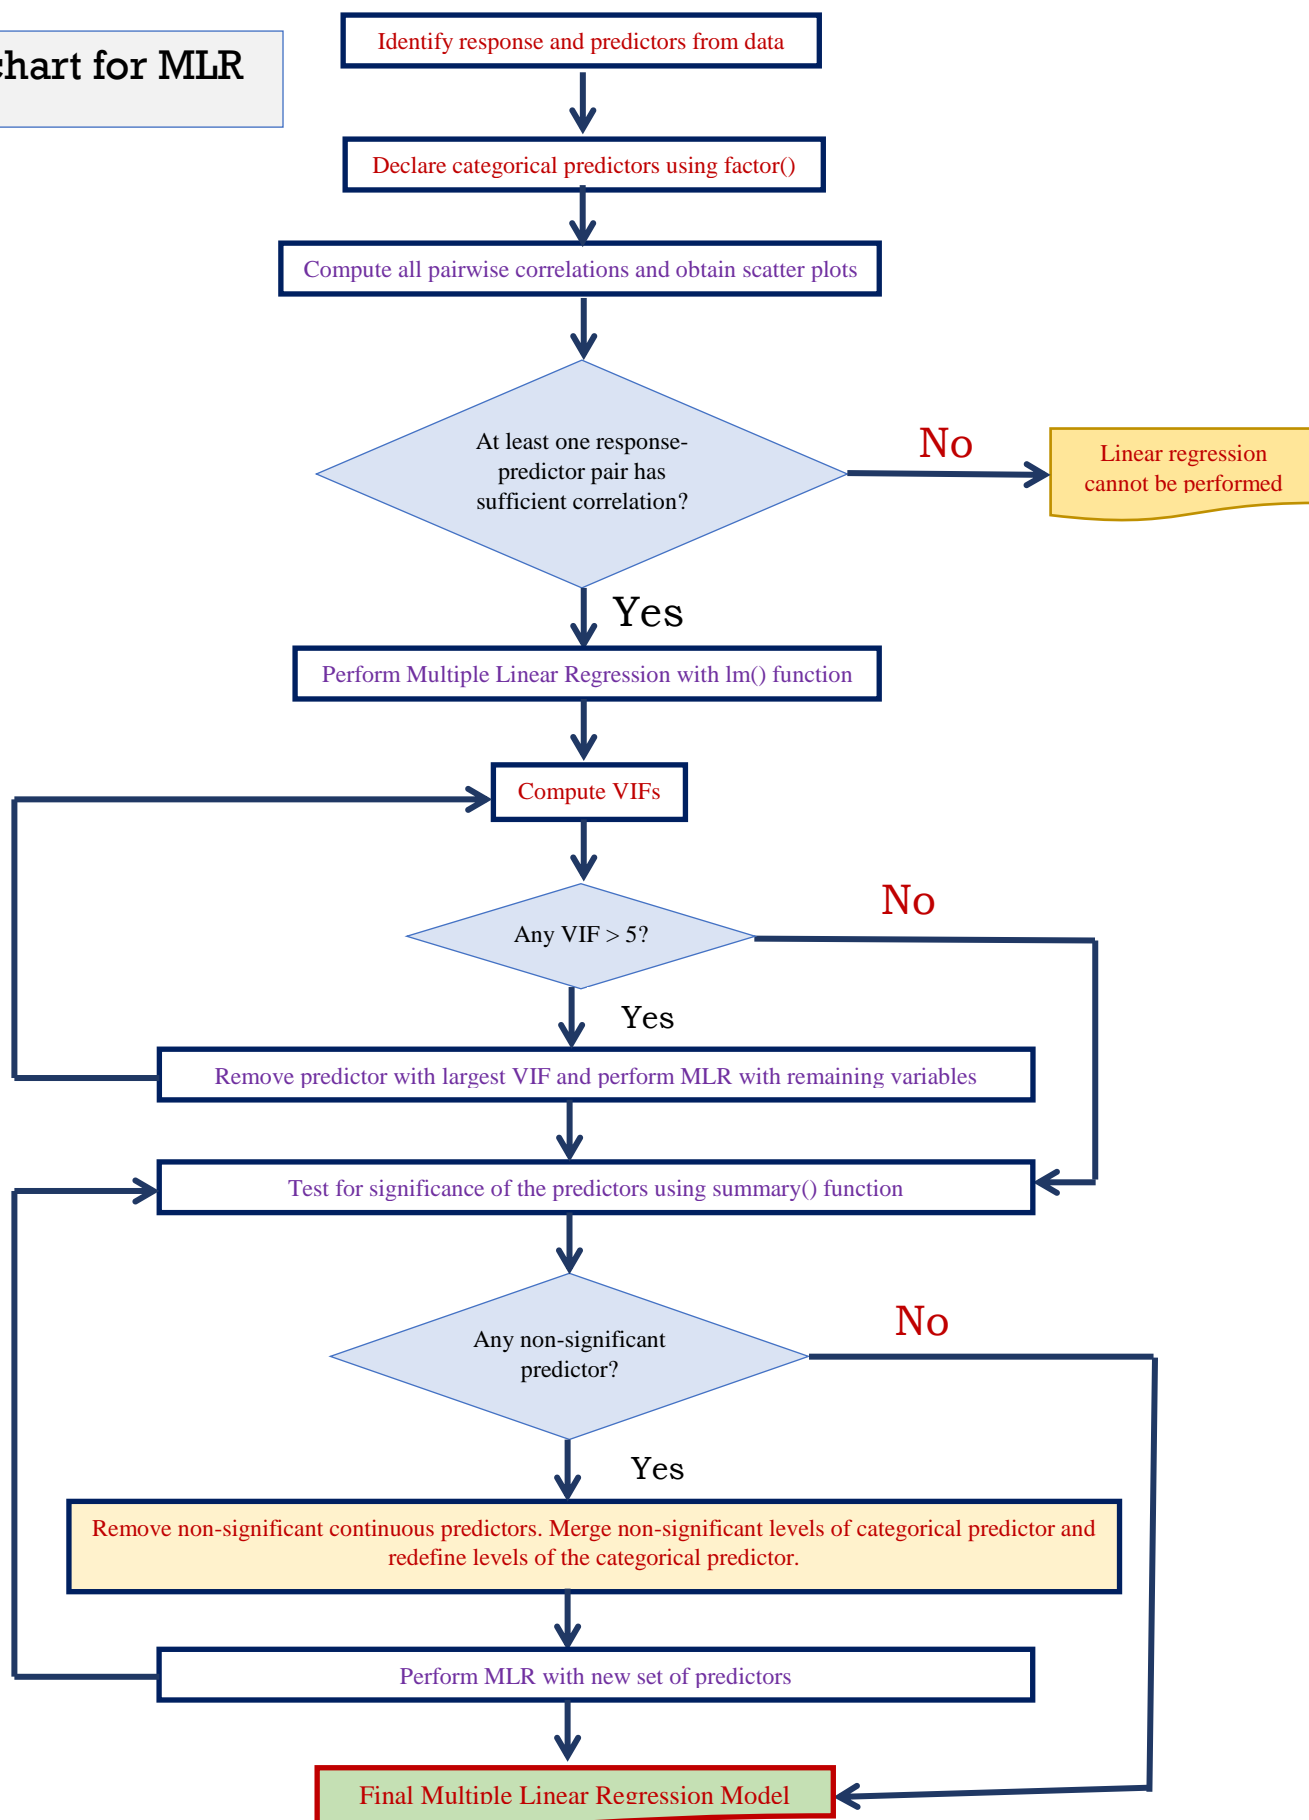 chart for MLR
Identify response and predictors from data
Declare categorical predictors using factor()
Compute all pairwise correlations and obtain scatter plots
At least one response-
predictor pair has
sufficient correlation?
No
Linear regression
cannot be performed
Yes
Perform Multiple Linear Regression with lm() function
Compute VIFs
Any VIF > 5?
No
Yes
Remove predictor with largest VIF and perform MLR with remaining variables
Test for significance of the predictors using summary() function
Any non-significant
predictor?
No
Yes
Remove non-significant continuous predictors. Merge non-significant levels of categorical predictor and
redefine levels of the categorical predictor.
Perform MLR with new set of predictors
Final Multiple Linear Regression Model